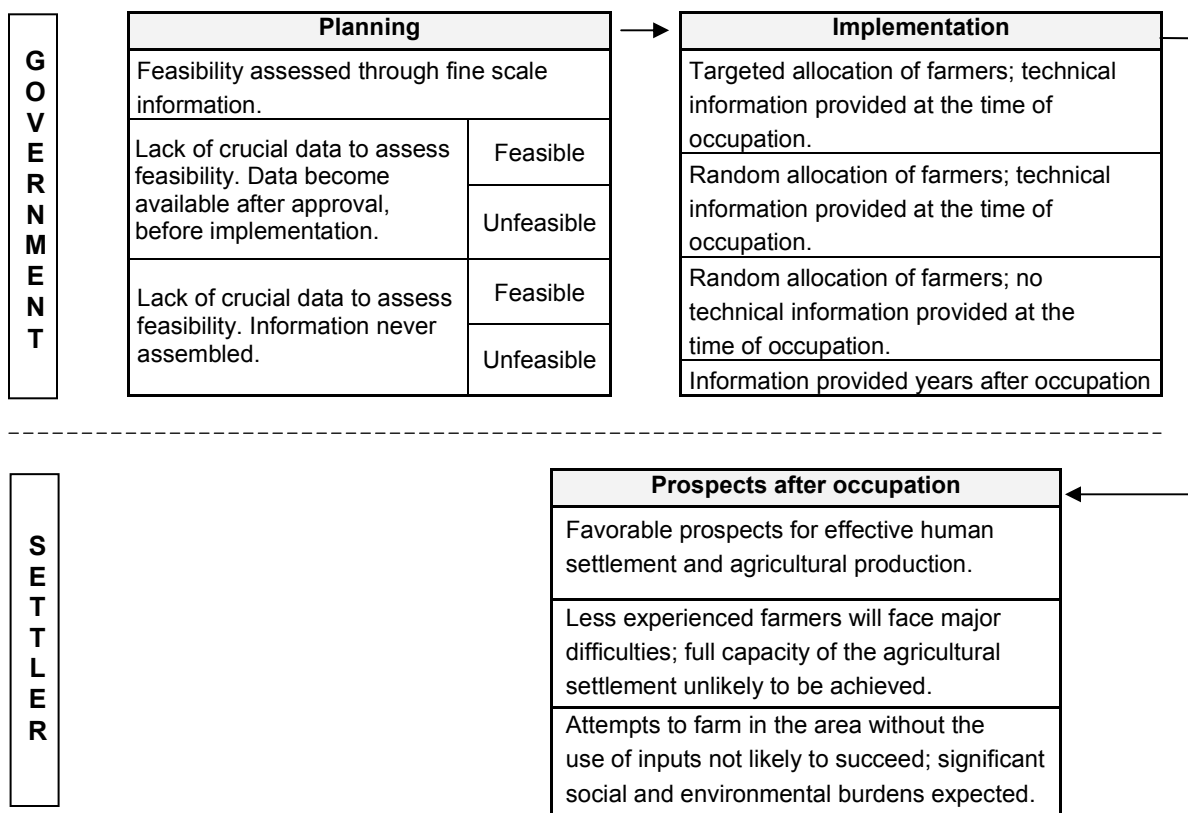 GOVERNMENT
Planning
Feasibility assessed through fine scale
information.
Lack of crucial data to assess
feasibility. Data become
available after approval,
before implementation.
Feasible
Unfeasible
Lack of crucial data to assess
feasibility. Information never
assembled.
Feasible
Unfeasible
Implementation
Targeted allocation of farmers; technical
information provided at the time of
occupation.
Random allocation of farmers; technical
information provided at the time of
occupation.
Random allocation of farmers; no
technical information provided at the
time of occupation.
Information provided years after occupation
SETTLER
Prospects after occupation
Favorable prospects for effective human
settlement and agricultural production.
Less experienced farmers will face major
difficulties; full capacity of the agricultural
settlement unlikely to be achieved.
Attempts to farm in the area without the
use of inputs not likely to succeed; significant
social and environmental burdens expected.